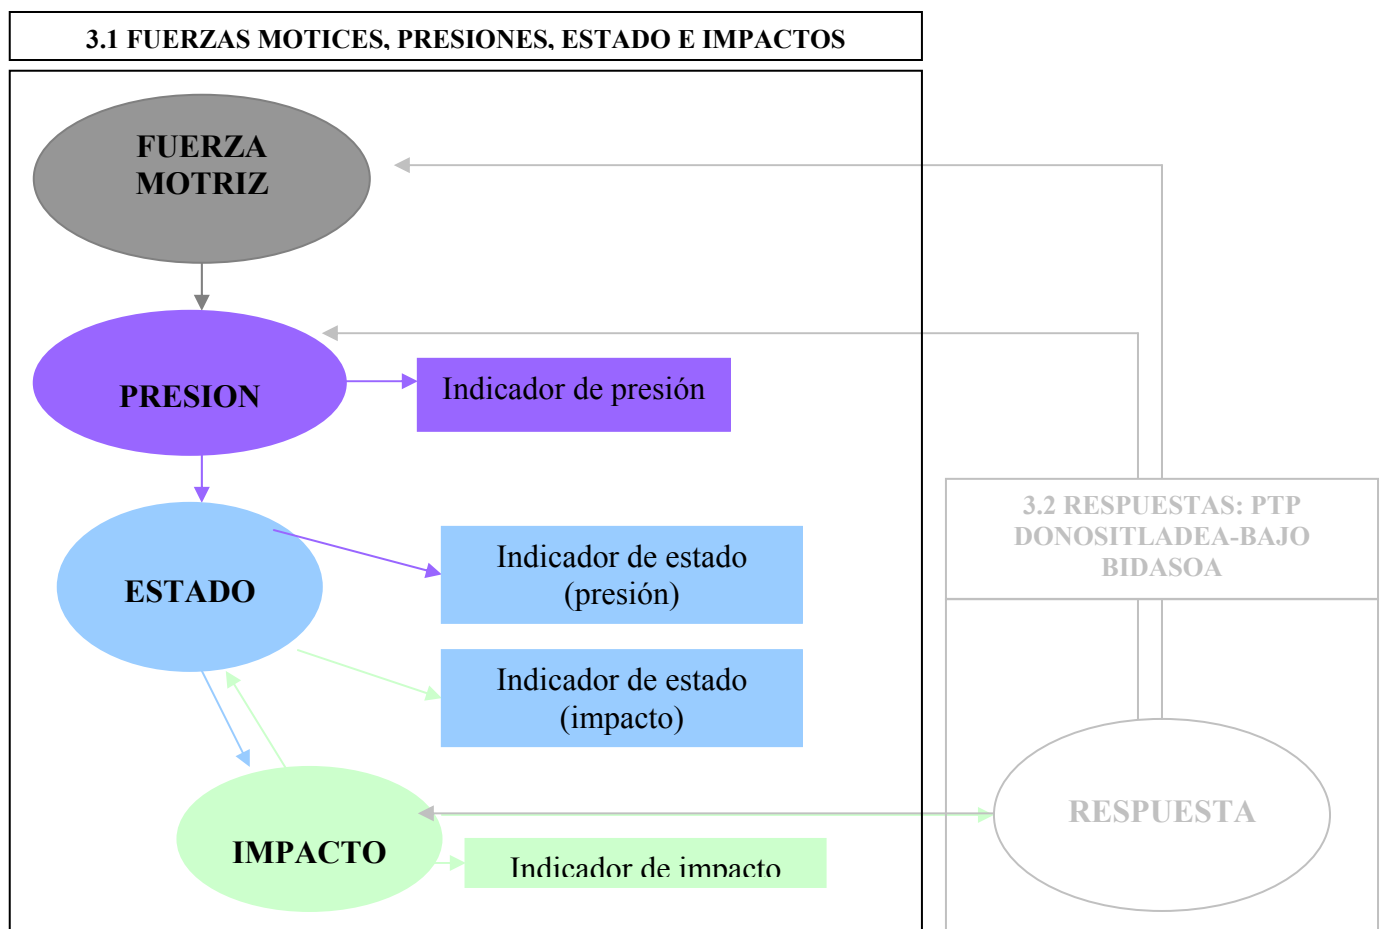 3.1 FUERZAS MOTICES, PRESIONES, ESTADO E IMPACTOS
FUERZA
MOTRIZ
PRESION
Indicador de presión
ESTADO
Indicador de estado
(presión)
Indicador de estado
(impacto)
IMPACTO
Indicador de impacto
3.2 RESPUESTAS: PTP
DONOSITLADEA-BAJO
BIDASOA
RESPUESTA